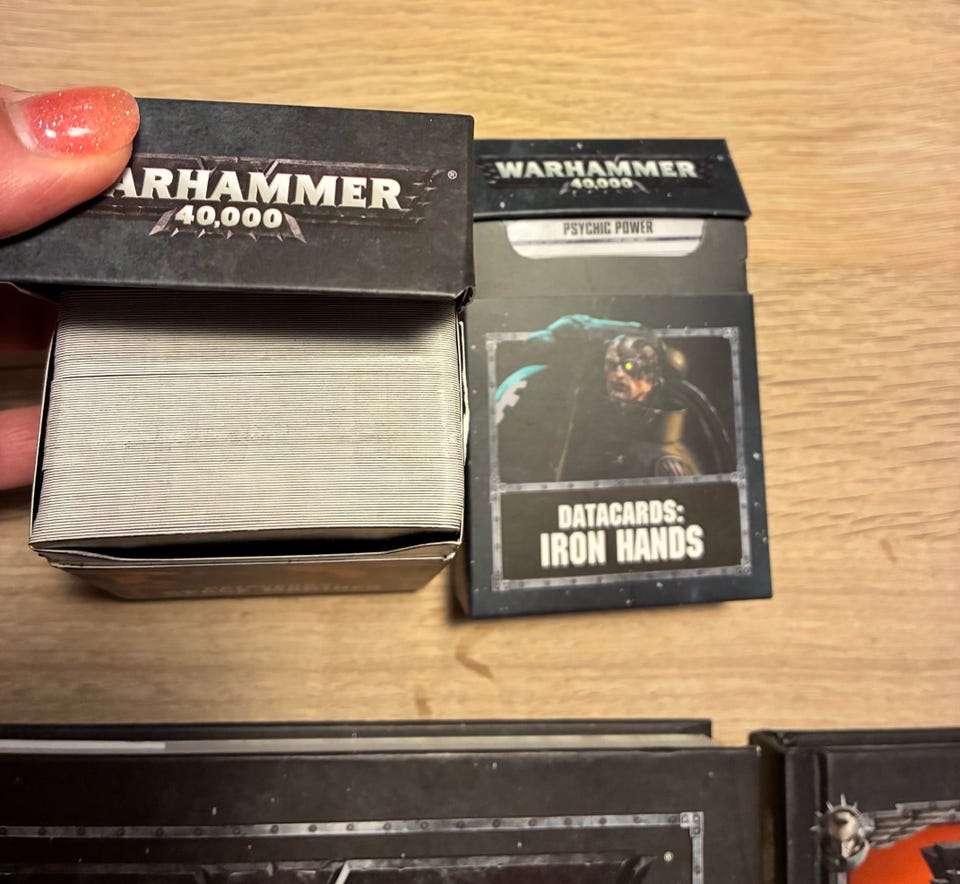 ARHAMMER®
40,000
WARHAMMER
40,000
PSYCHIC POWER
DATACARDS:
IRON HANDS
®